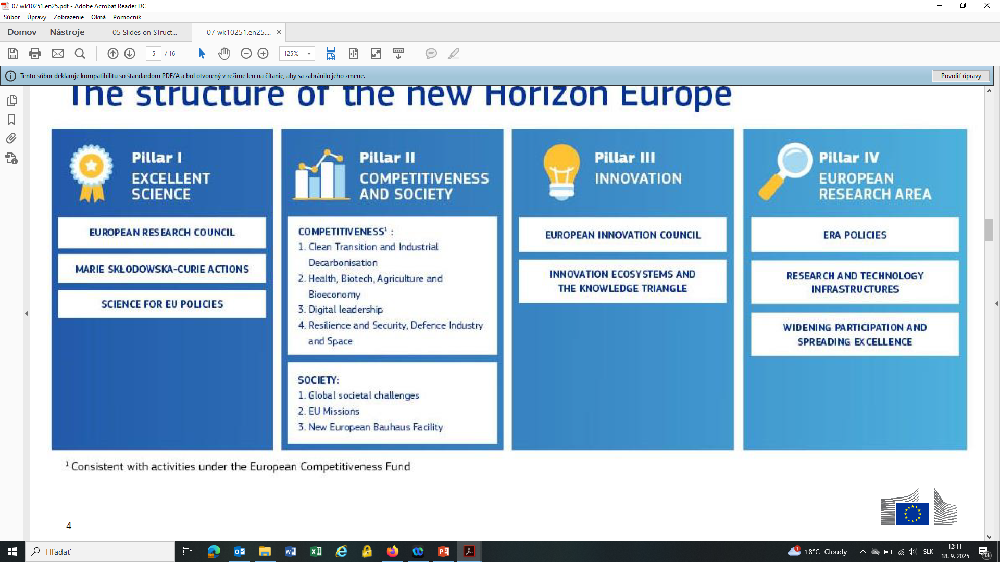 07 wk10251.en25.pdf - Adobe Acrobat Reader DC
Súbor Úpravy Zobrazenie Okná Pomocník
Domov Nástroje 05 Slides on STruct... 07 wk10251.en25....
5 / 16 125%
Tento súbor deklaruje kompatibilitu so štandardom PDF/A a bol otvorený v režime len na čítanie, aby sa zabránilo jeho zmene. Povoliť úpravy
The structure of the new Horizon Europe
Pillar I
EXCELLENT
SCIENCE
EUROPEAN RESEARCH COUNCIL
MARIE SKŁODOWSKA-CURIE ACTIONS
SCIENCE FOR EU POLICIES
Pillar II
COMPETITIVENESS
AND SOCIETY
COMPETITIVENESS¹ :
1. Clean Transition and Industrial
Decarbonisation
2. Health, Biotech, Agriculture and
Bioeconomy
3. Digital leadership
4. Resilience and Security, Defence Industry
and Space
SOCIETY:
1. Global societal challenges
2. EU Missions
3. New European Bauhaus Facility
Pillar III
INNOVATION
EUROPEAN INNOVATION COUNCIL
INNOVATION ECOSYSTEMS AND
THE KNOWLEDGE TRIANGLE
Pillar IV
EUROPEAN
RESEARCH AREA
ERA POLICIES
RESEARCH AND TECHNOLOGY
INFRASTRUCTURES
WIDENING PARTICIPATION AND
SPREADING EXCELLENCE
¹ Consistent with activities under the European Competitiveness Fund
4
Hľadať
1 18°C Cloudy SLK 12:11
18. 9. 2025 13